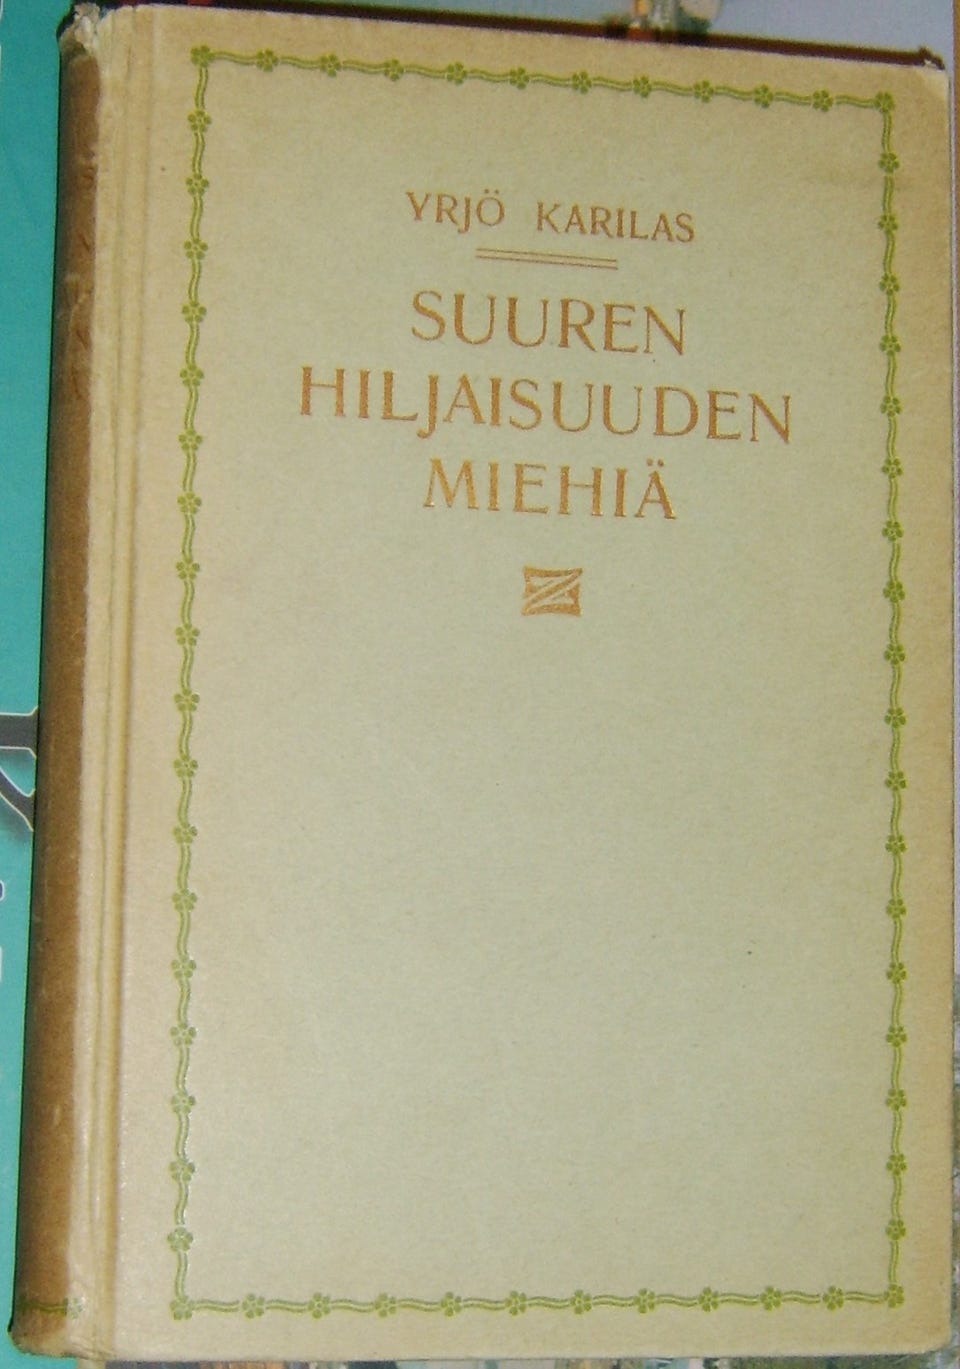 YRJÖ KARILAS
SUUREN
HILJAISUUDEN
MIEHIÄ